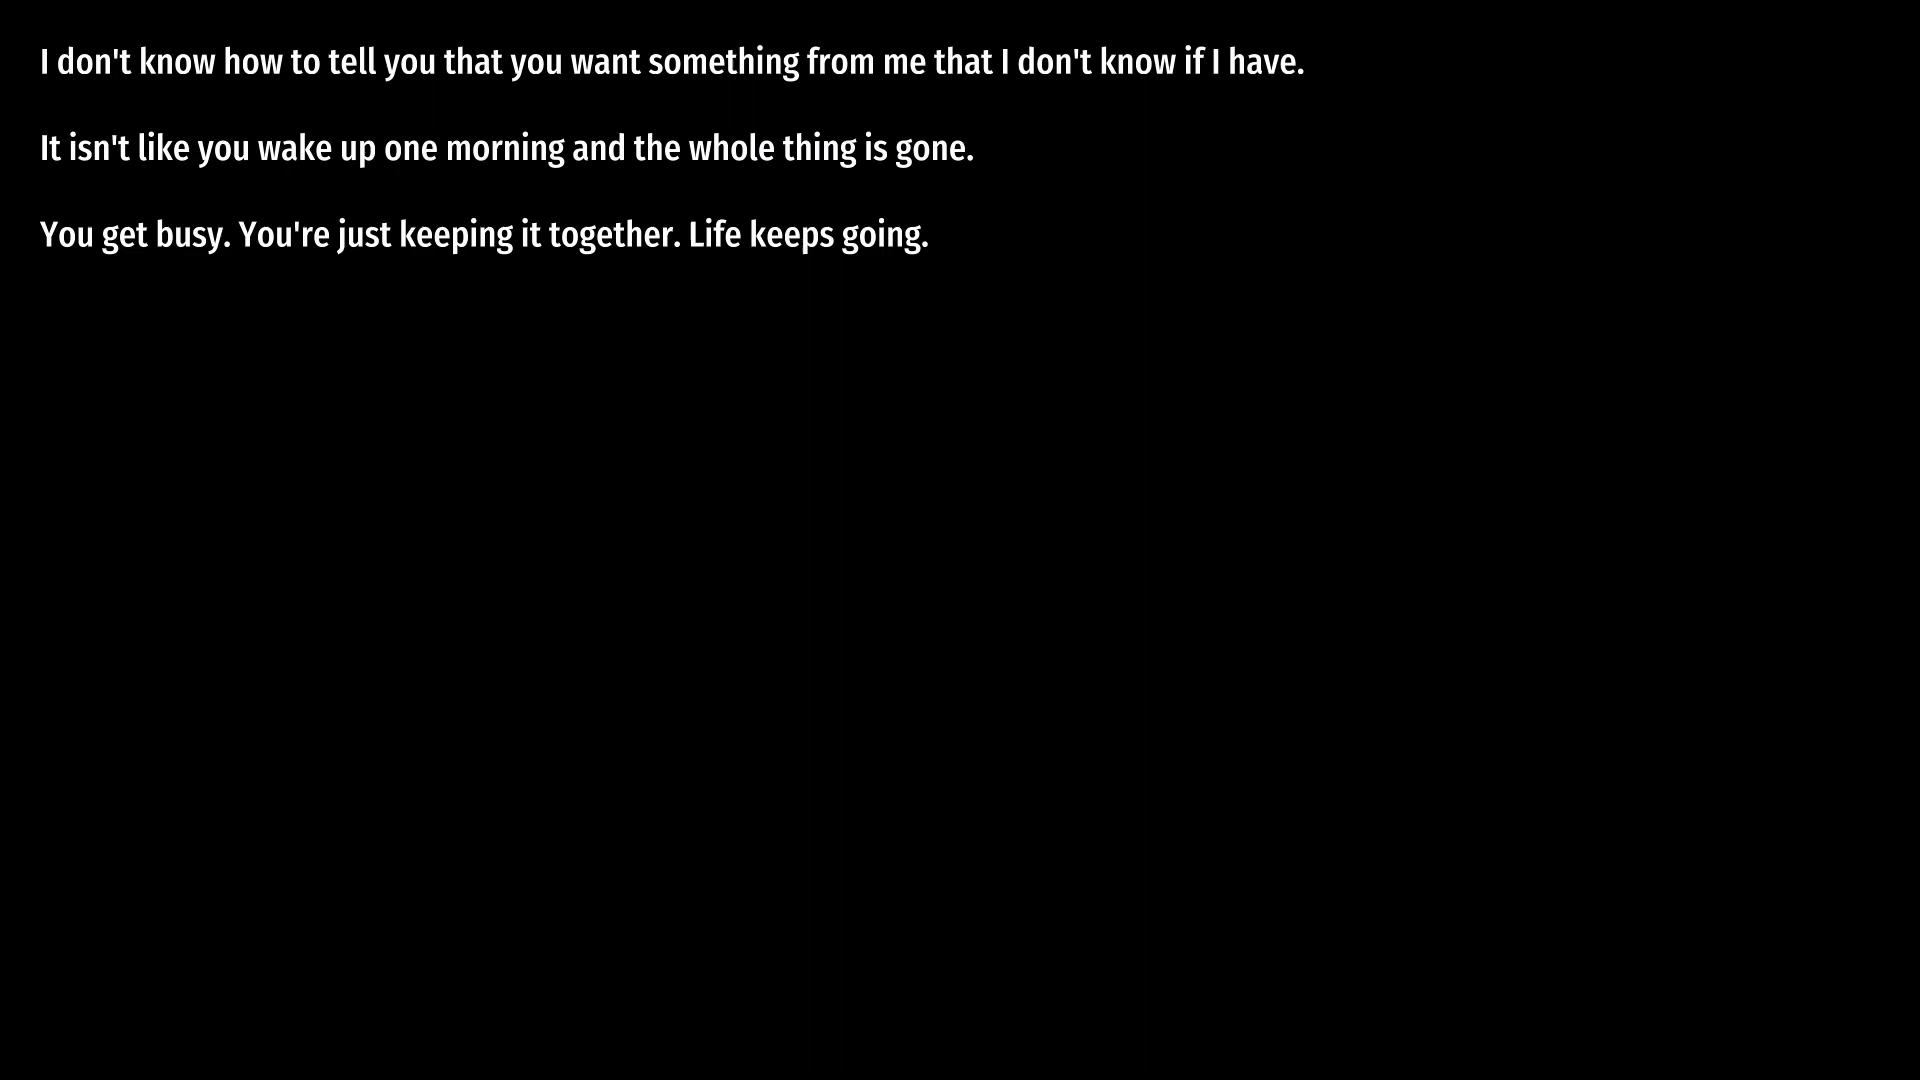 I don't know how to tell you that you want something from me that I don't know if I have.
It isn't like you wake up one morning and the whole thing is gone.
You get busy. You're just keeping it together. Life keeps going.